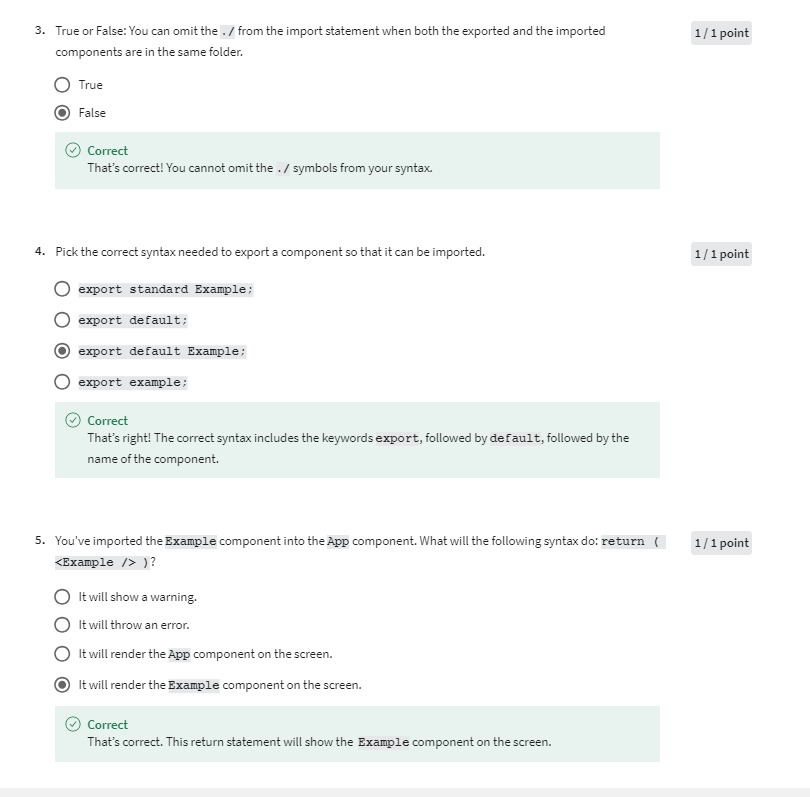 3. True or False: You can omit the ./ from the import statement when both the exported and the imported 1 / 1 point
components are in the same folder.
True
False
Correct
That's correct! You cannot omit the ./ symbols from your syntax.
4. Pick the correct syntax needed to export a component so that it can be imported. 1 / 1 point
export standard Example;
export default;
export default Example;
export example;
Correct
That's right! The correct syntax includes the keywords export, followed by default, followed by the
name of the component.
5. You've imported the Example component into the App component. What will the following syntax do: return ( 1 / 1 point
<Example /> )?
It will show a warning.
It will throw an error.
It will render the App component on the screen.
It will render the Example component on the screen.
Correct
That's correct. This return statement will show the Example component on the screen.